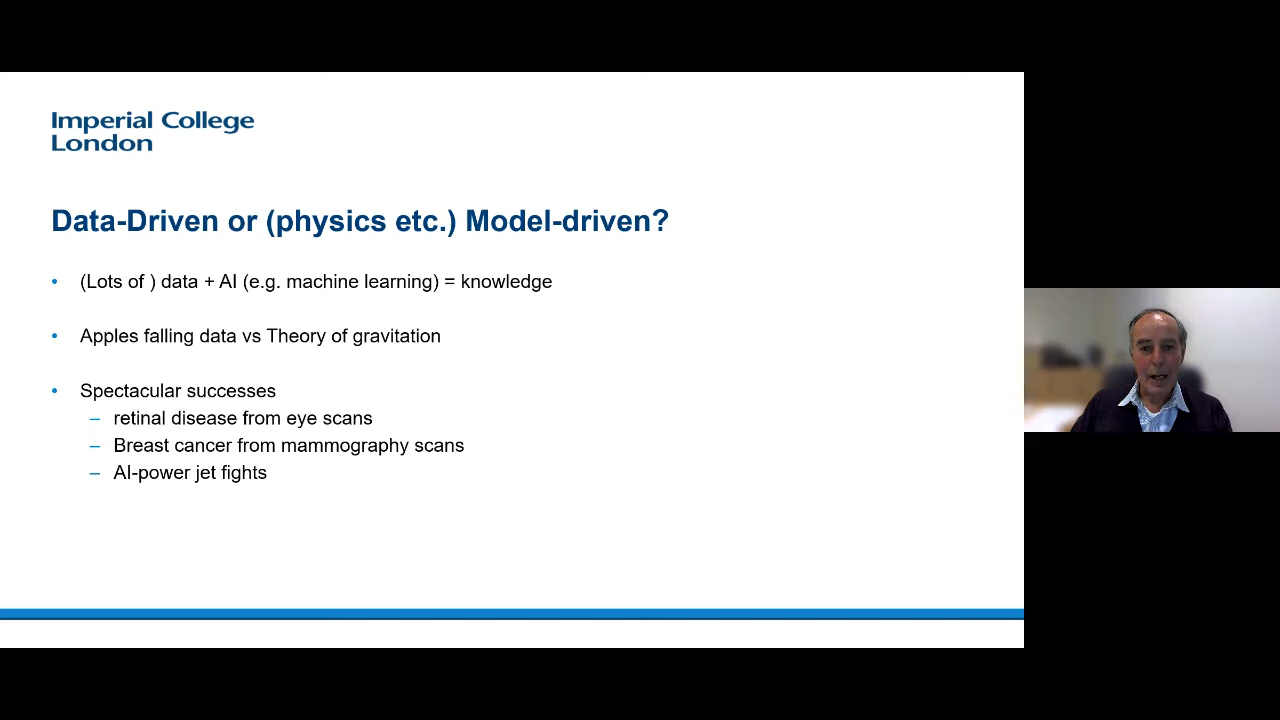 Imperial College
London
Data-Driven or (physics etc.) Model-driven?
• (Lots of ) data + AI (e.g. machine learning) = knowledge
• Apples falling data vs Theory of gravitation
• Spectacular successes
– retinal disease from eye scans
– Breast cancer from mammography scans
– AI-power jet fights